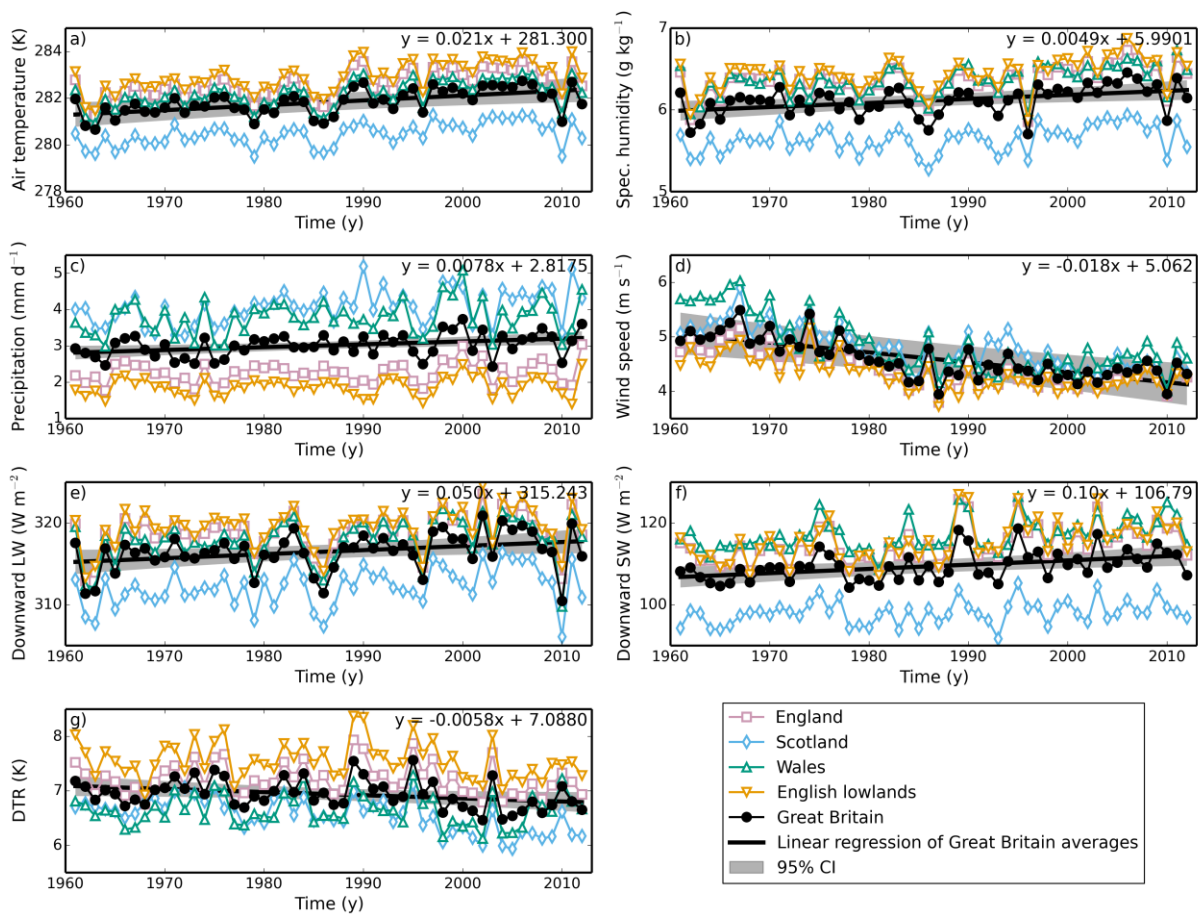 a)
y = 0.021x + 281.300
Air temperature (K)
284
282
280
278
1960
1970
1980
1990
2000
2010
Time (y)
b)
y = 0.0049x + 5.9901
Spec. humidity (g kg⁻¹)
7
6
5
1960
1970
1980
1990
2000
2010
Time (y)
c)
y = 0.0078x + 2.8175
Precipitation (mm d⁻¹)
5
4
3
2
1
1960
1970
1980
1990
2000
2010
Time (y)
d)
y = -0.018x + 5.062
Wind speed (m s⁻¹)
6
5
4
1960
1970
1980
1990
2000
2010
Time (y)
e)
y = 0.050x + 315.243
Downward LW (W m⁻²)
320
310
1960
1970
1980
1990
2000
2010
Time (y)
f)
y = 0.10x + 106.79
Downward SW (W m⁻²)
120
100
1960
1970
1980
1990
2000
2010
Time (y)
g)
y = -0.0058x + 7.0880
DTR (K)
8
7
6
1960
1970
1980
1990
2000
2010
Time (y)
England
Scotland
Wales
English lowlands
Great Britain
Linear regression of Great Britain averages
95% CI